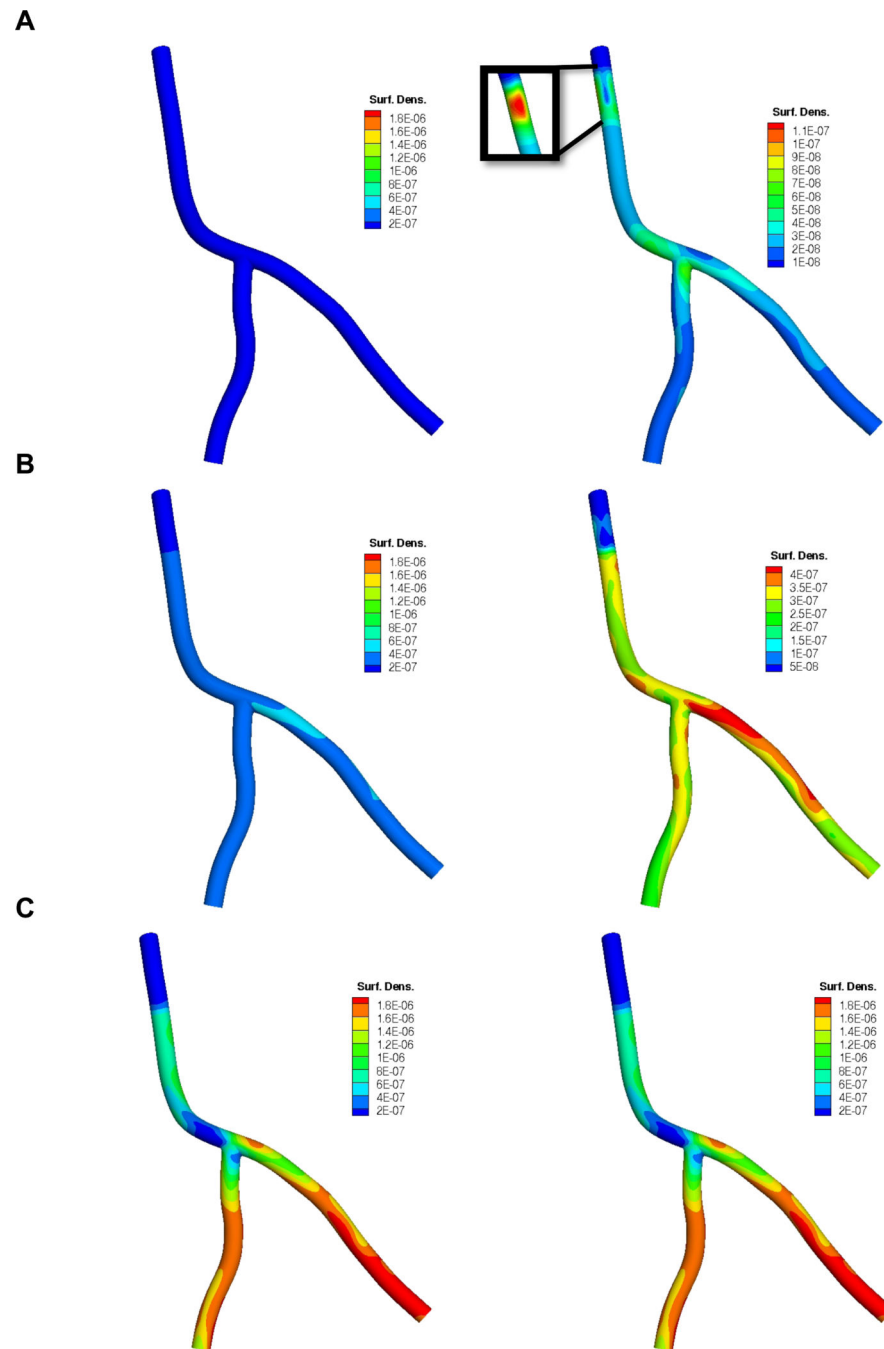 A
Surf. Dens.
1.8E-06
1.6E-06
1.4E-06
1.2E-06
1E-06
8E-07
6E-07
4E-07
2E-07
Surf. Dens.
1.1E-07
1E-07
9E-08
8E-08
7E-08
6E-08
5E-08
4E-08
3E-08
2E-08
1E-08
B
Surf. Dens.
1.8E-06
1.6E-06
1.4E-06
1.2E-06
1E-06
8E-07
6E-07
4E-07
2E-07
Surf. Dens.
4E-07
3.5E-07
3E-07
2.5E-07
2E-07
1.5E-07
1E-07
5E-08
C
Surf. Dens.
1.8E-06
1.6E-06
1.4E-06
1.2E-06
1E-06
8E-07
6E-07
4E-07
2E-07
Surf. Dens.
1.8E-06
1.6E-06
1.4E-06
1.2E-06
1E-06
8E-07
6E-07
4E-07
2E-07